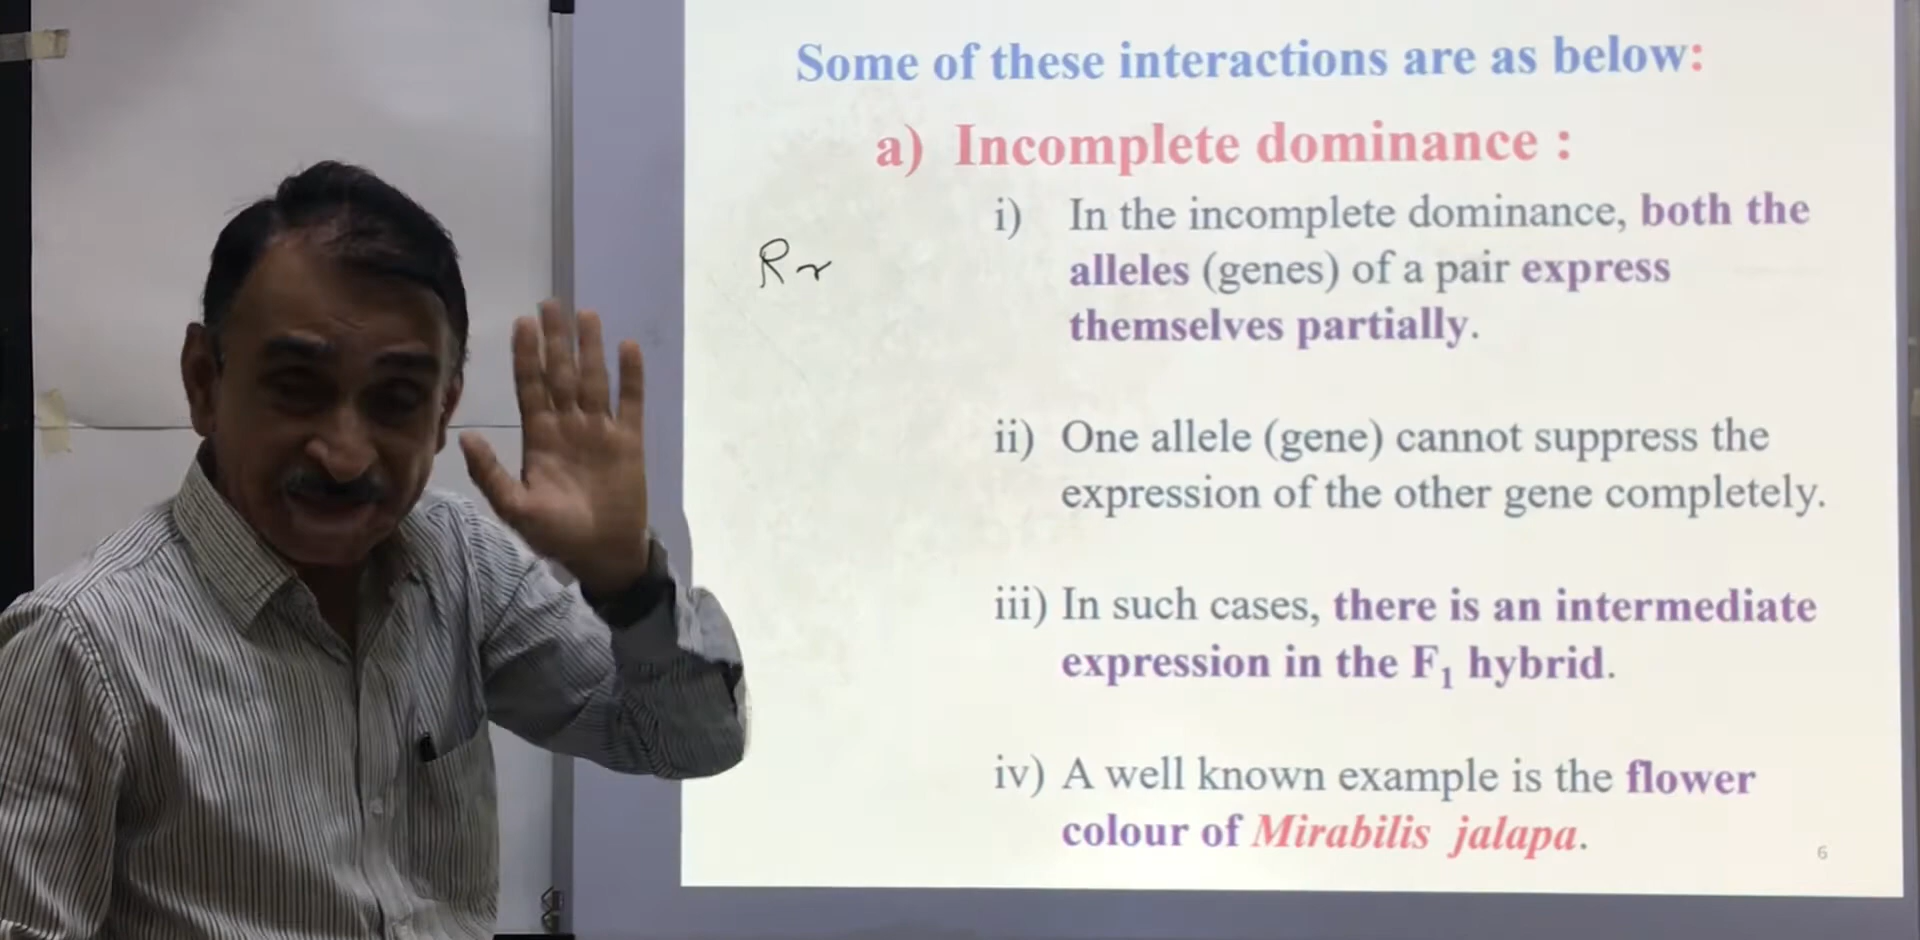 Some of these interactions are as below:
a) Incomplete dominance :
i) In the incomplete dominance, both the
alleles (genes) of a pair express
themselves partially.
Rr
ii) One allele (gene) cannot suppress the
expression of the other gene completely.
iii) In such cases, there is an intermediate
expression in the F₁ hybrid.
iv) A well known example is the flower
colour of Mirabilis jalapa.
6